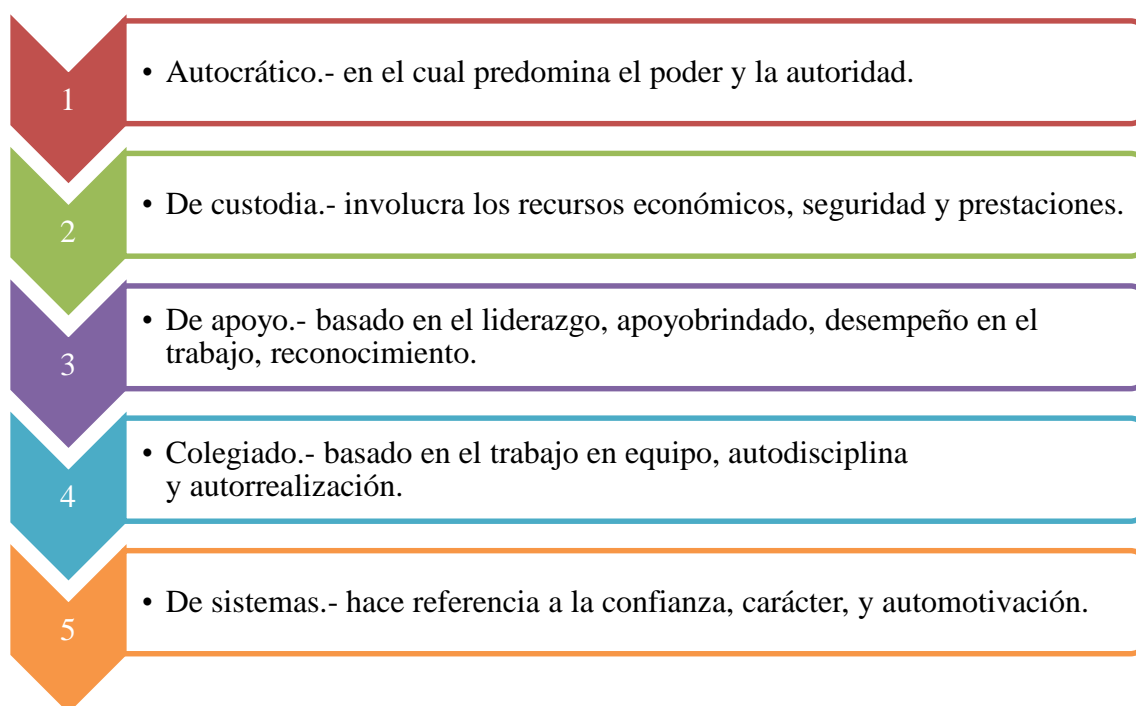 1
• Autocrático.- en el cual predomina el poder y la autoridad.
2
• De custodia.- involucra los recursos económicos, seguridad y prestaciones.
3
• De apoyo.- basado en el liderazgo, apoyobrindado, desempeño en el
trabajo, reconocimiento.
4
• Colegiado.- basado en el trabajo en equipo, autodisciplina
y autorrealización.
5
• De sistemas.- hace referencia a la confianza, carácter, y automotivación.